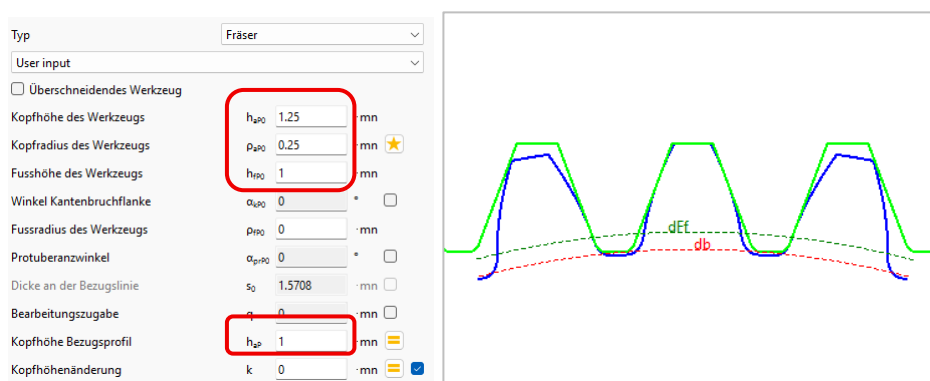 Typ Fräser
User input
Überschneidendes Werkzeug
Kopfhöhe des Werkzeugs haP0 1.25 ·mn
Kopfradius des Werkzeugs ρaP0 0.25 ·mn
Fusshöhe des Werkzeugs hfP0 1 ·mn
Winkel Kantenbruchflanke αkP0 0 °
Fussradius des Werkzeugs ρfP0 0 ·mn
Protuberanzwinkel αprP0 0 °
Dicke an der Bezugslinie s0 1.5708 ·mn
Bearbeitungszugabe q 0 ·mn
Kopfhöhe Bezugsprofil haP 1 ·mn
Kopfhöhenänderung k 0 ·mn
dEf
db